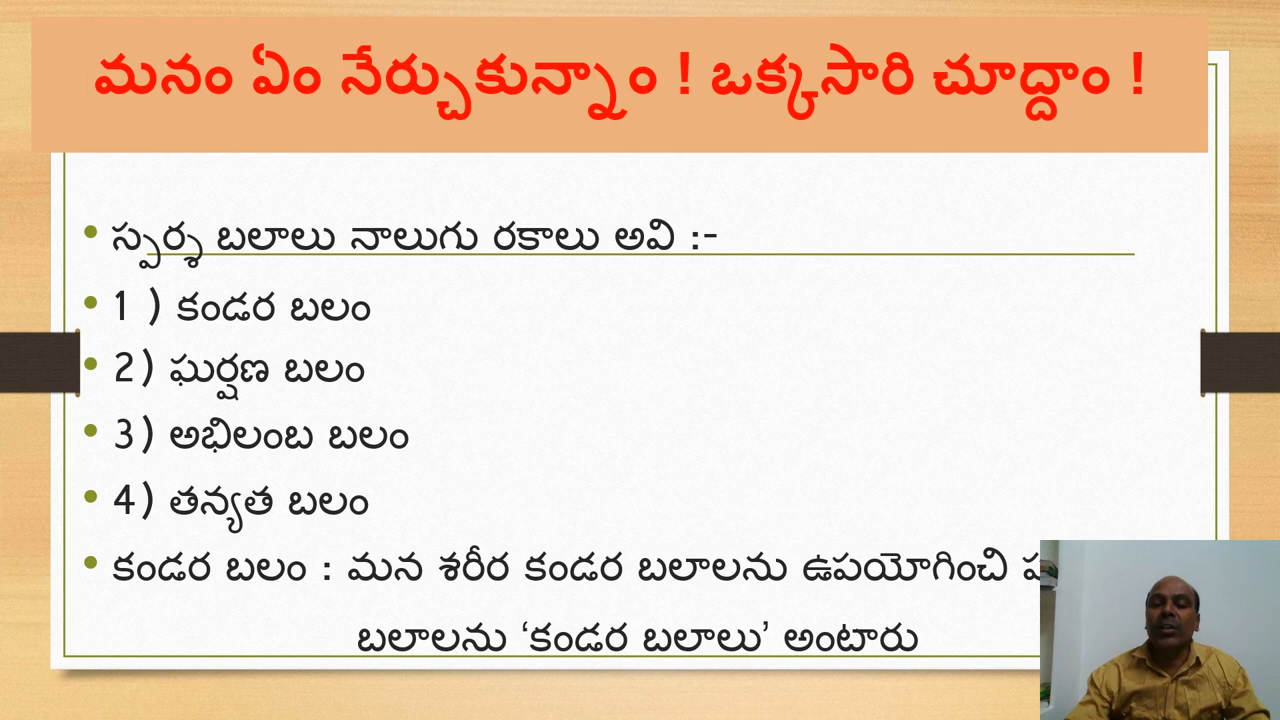 మనం ఏం నేర్చుకున్నాం ! ఒక్కసారి చూద్దాం !
• స్పర్శ బలాలు నాలుగు రకాలు అవి :-
• 1 ) కండర బలం
• 2) ఘర్షణ బలం
• 3) అభిలంబ బలం
• 4) తన్యత బలం
• కండర బలం : మన శరీర కండర బలాలను ఉపయోగించి
బలాలను ‘కండర బలాలు’ అంటారు